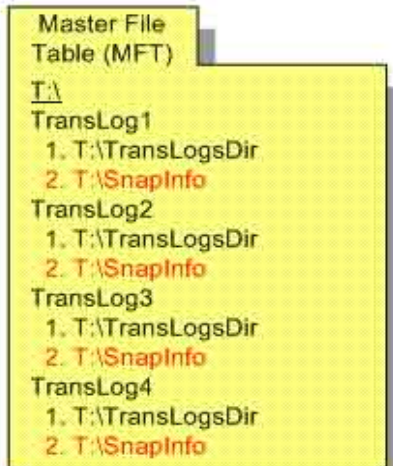 Master File
Table (MFT)
T:\
TransLog1
1. T:\TransLogsDir
2. T:\SnapInfo
TransLog2
1. T:\TransLogsDir
2. T:\SnapInfo
TransLog3
1. T:\TransLogsDir
2. T:\SnapInfo
TransLog4
1. T:\TransLogsDir
2. T:\SnapInfo